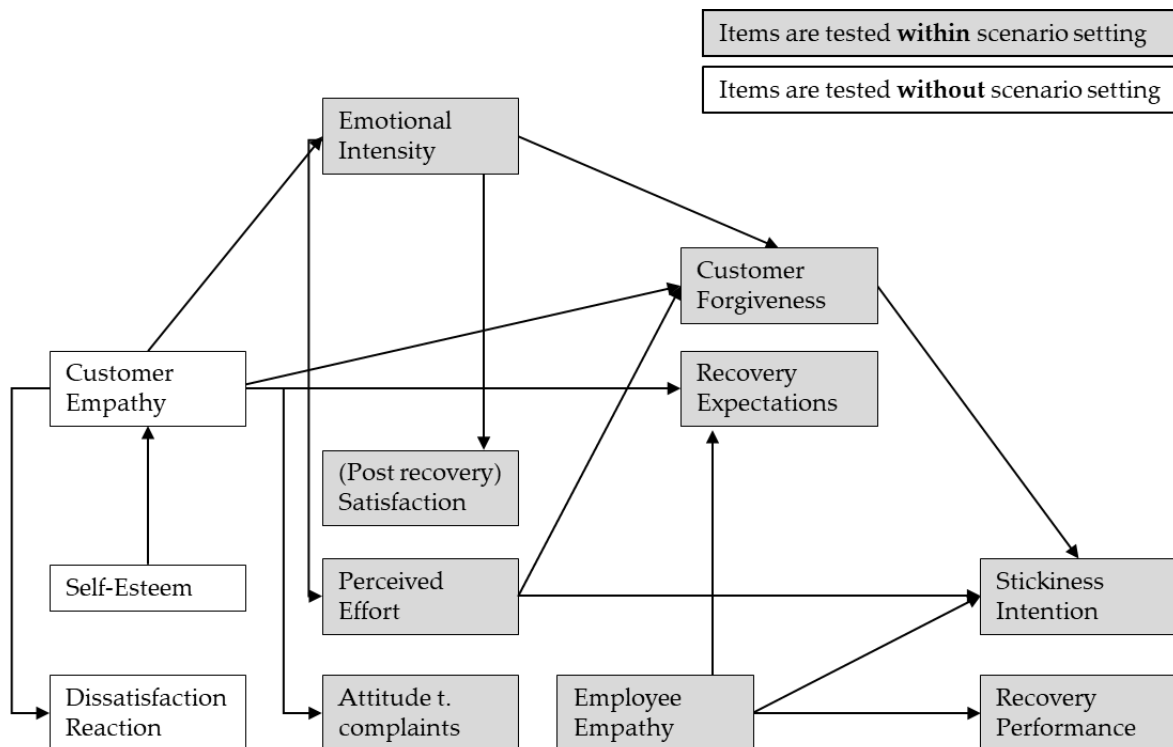 Items are tested within scenario setting
Items are tested without scenario setting
Emotional
Intensity
Customer
Forgiveness
Customer
Empathy
Recovery
Expectations
(Post recovery)
Satisfaction
Self-Esteem
Perceived
Effort
Stickiness
Intention
Dissatisfaction
Reaction
Attitude t.
complaints
Employee
Empathy
Recovery
Performance